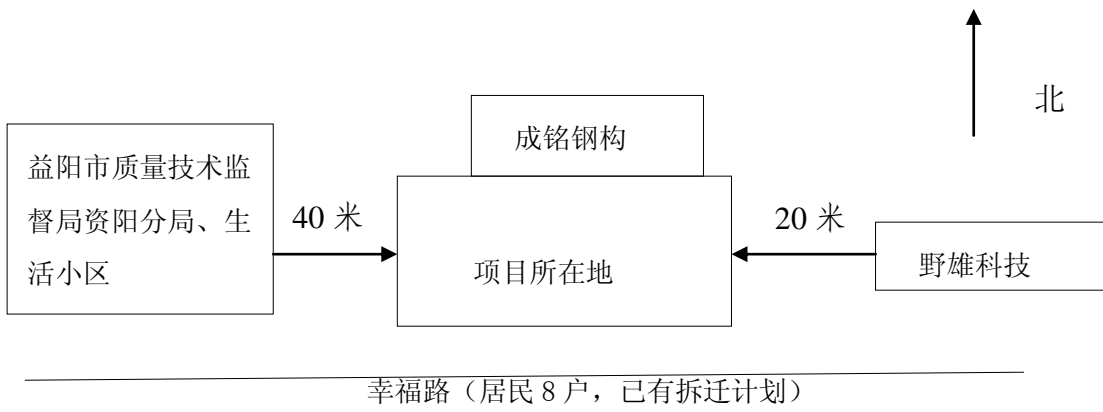 北
成铭钢构
益阳市质量技术监
督局资阳分局、生
活小区
40 米
项目所在地
20 米
野雄科技
幸福路（居民 8 户，已有拆迁计划）